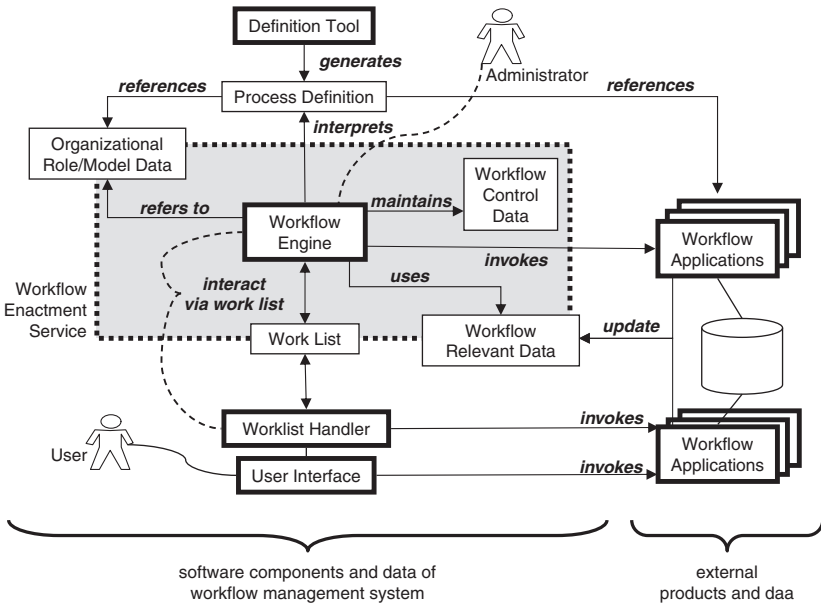 Definition Tool
generates
Administrator
references
Process Definition
references
interprets
Organizational
Role/Model Data
Workflow
Control
Data
refers to
maintains
Workflow
Engine
Workflow
Applications
invokes
interact
via work list
uses
Workflow
Enactment
Service
Work List
Workflow
Relevant Data
update
Worklist Handler
invokes
Workflow
Applications
User
User Interface
invokes
software components and data of
workflow management system
external
products and daa